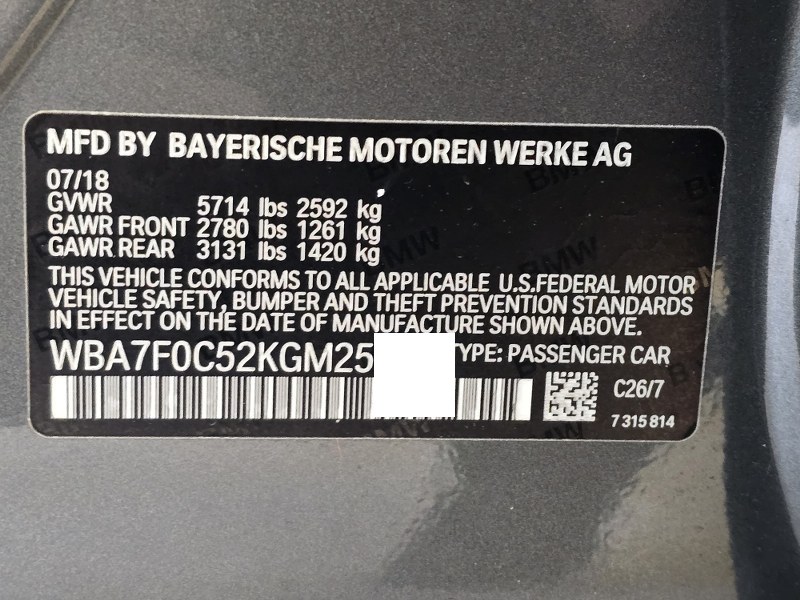 MFD BY BAYERISCHE MOTOREN WERKE AG
07/18
GVWR 5714 lbs 2592 kg
GAWR FRONT 2780 lbs 1261 kg
GAWR REAR 3131 lbs 1420 kg
THIS VEHICLE CONFORMS TO ALL APPLICABLE U.S.FEDERAL MOTOR
VEHICLE SAFETY, BUMPER AND THEFT PREVENTION STANDARDS
IN EFFECT ON THE DATE OF MANUFACTURE SHOWN ABOVE.
WBA7F0C52KGM25 TYPE: PASSENGER CAR
C26/7
7 315 814